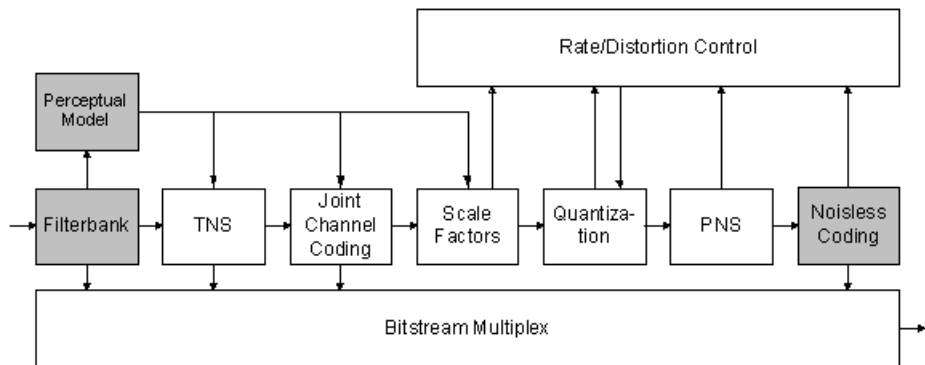 Rate/Distortion Control
Perceptual
Model
Filterbank
TNS
Joint
Channel
Coding
Scale
Factors
Quantiza-
tion
PNS
Noisless
Coding
Bitstream Multiplex